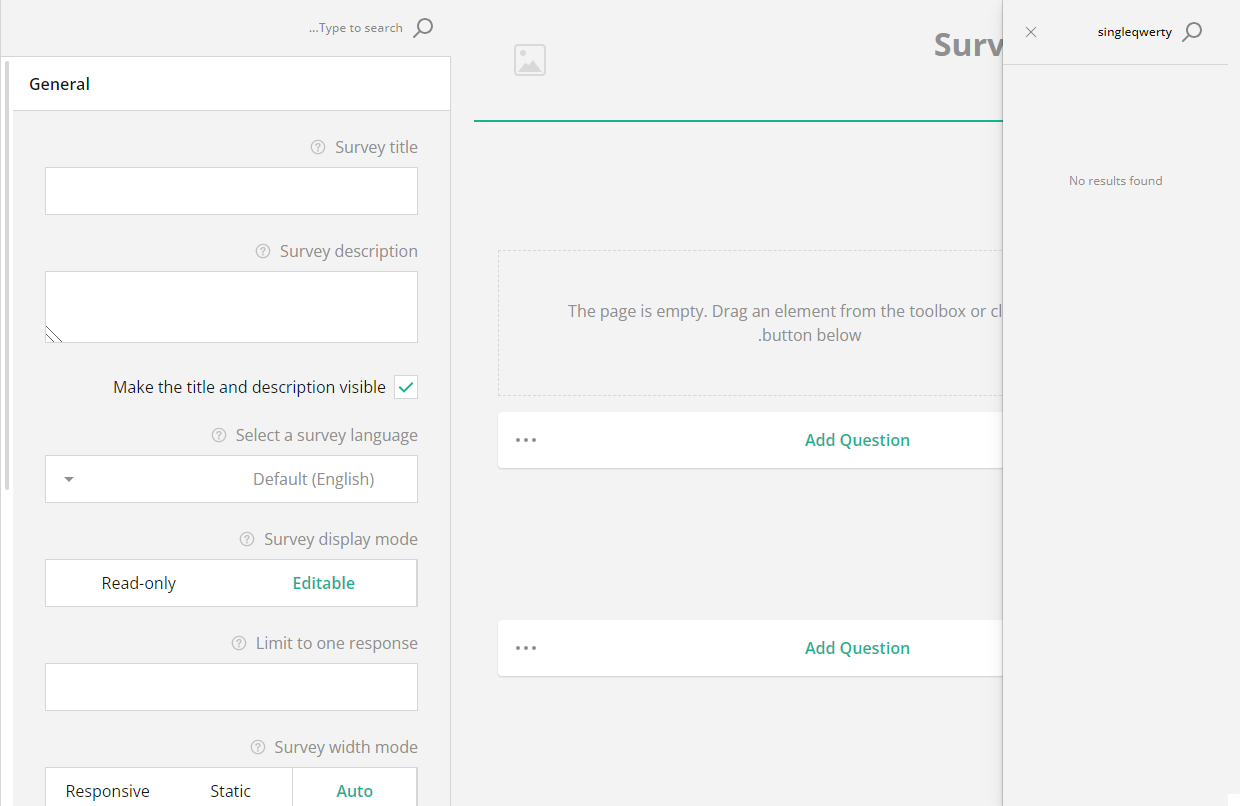 ...Type to search
General
Survey title
Survey description
Make the title and description visible
Select a survey language
Default (English)
Survey display mode
Read-only
Editable
Limit to one response
Survey width mode
Responsive
Static
Auto
Surv
The page is empty. Drag an element from the toolbox or cl
.button below
Add Question
Add Question
singleqwerty
No results found